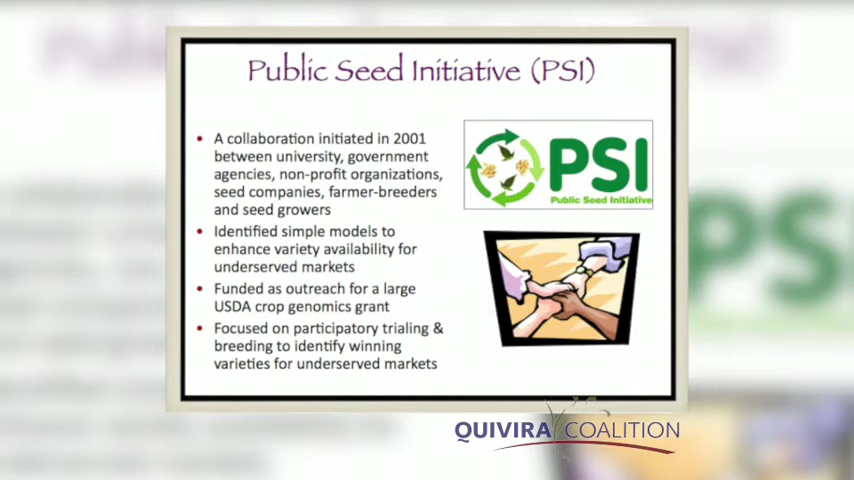 Public Seed Initiative (PSI)
• A collaboration initiated in 2001
between university, government
agencies, non-profit organizations,
seed companies, farmer-breeders
and seed growers
• Identified simple models to
enhance variety availability for
underserved markets
• Funded as outreach for a large
USDA crop genomics grant
• Focused on participatory trialing &
breeding to identify winning
varieties for underserved markets
PSI
Public Seed Initiative
QUIVIRA COALITION